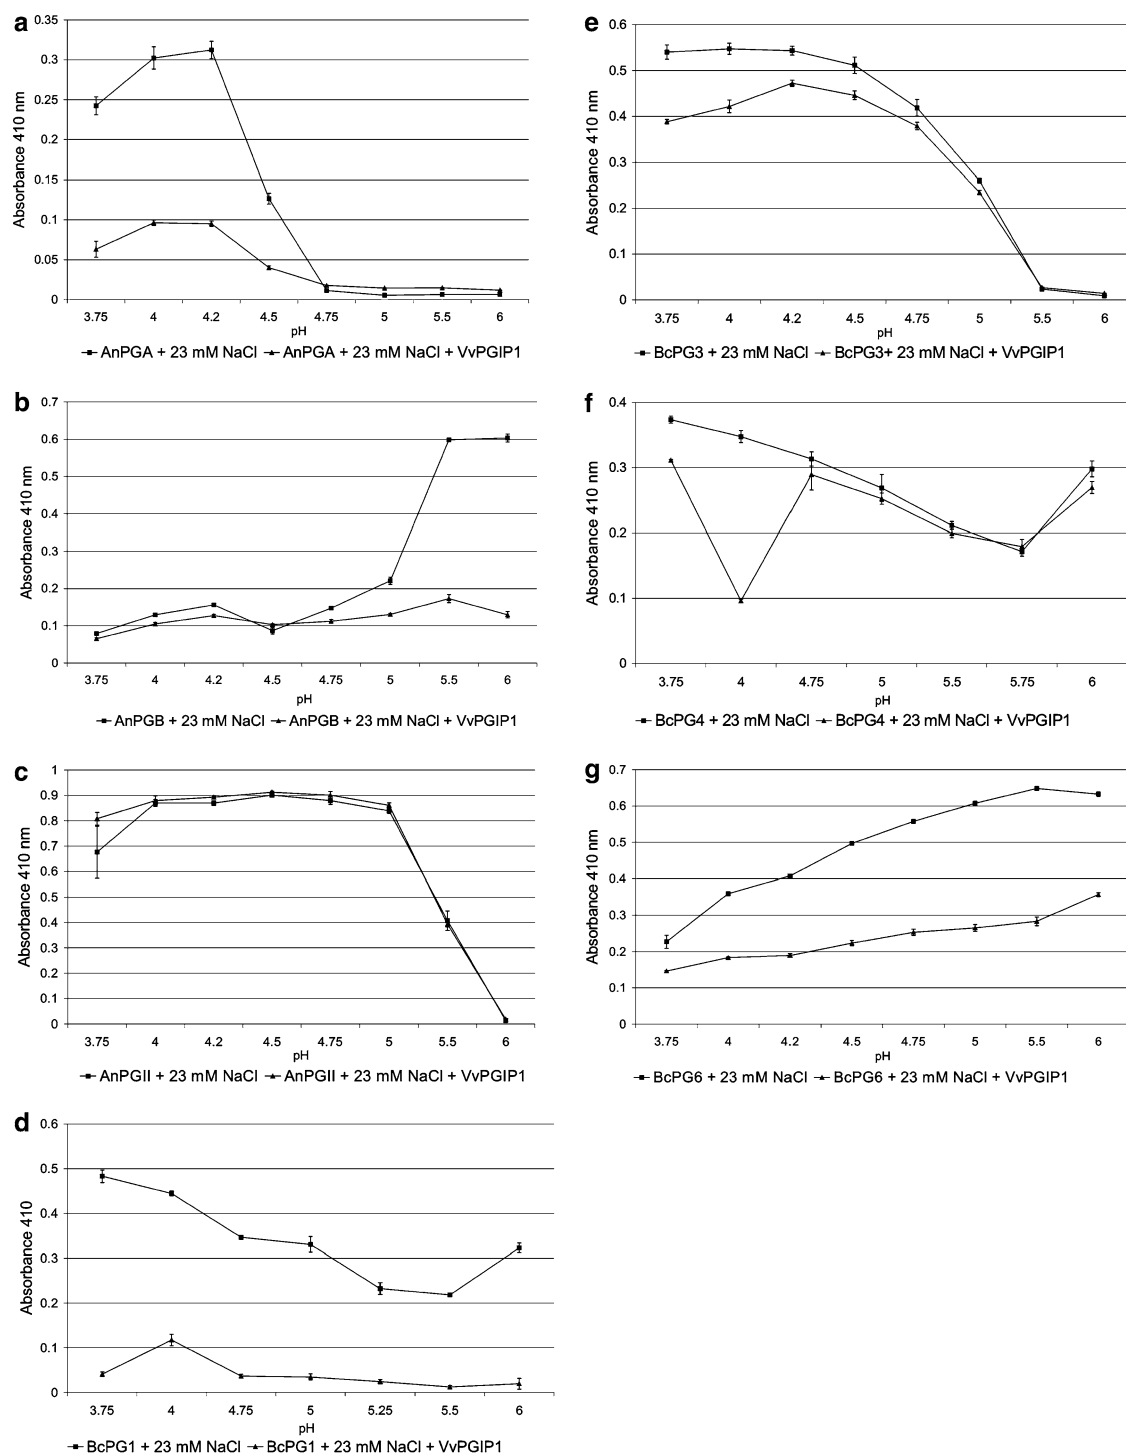 a
0.35
0.3
0.25
0.2
0.15
0.1
0.05
0
Absorbance 410 nm
3.75 4 4.2 4.5 4.75 5 5.5 6
pH
AnPGA + 23 mM NaCl AnPGA + 23 mM NaCl + VvPGIP1
b
0.7
0.6
0.5
0.4
0.3
0.2
0.1
0
Absorbance 410 nm
3.75 4 4.2 4.5 4.75 5 5.5 6
pH
AnPGB + 23 mM NaCl AnPGB + 23 mM NaCl + VvPGIP1
c
1
0.9
0.8
0.7
0.6
0.5
0.4
0.3
0.2
0.1
0
Absorbance 410 nm
3.75 4 4.2 4.5 4.75 5 5.5 6
pH
AnPGII + 23 mM NaCl AnPGII + 23 mM NaCl + VvPGIP1
d
0.6
0.5
0.4
0.3
0.2
0.1
0
Absorbance 410
3.75 4 4.75 5 5.25 5.5 6
pH
BcPG1 + 23 mM NaCl BcPG1 + 23 mM NaCl + VvPGIP1
e
0.6
0.5
0.4
0.3
0.2
0.1
0
Absorbance 410 nm
3.75 4 4.2 4.5 4.75 5 5.5 6
pH
BcPG3 + 23 mM NaCl BcPG3+ 23 mM NaCl + VvPGIP1
f
0.4
0.3
0.2
0.1
0
Absorbance 410 nm
3.75 4 4.75 5 5.5 5.75 6
pH
BcPG4 + 23 mM NaCl BcPG4 + 23 mM NaCl + VvPGIP1
g
0.7
0.6
0.5
0.4
0.3
0.2
0.1
0
Absorbance 410 nm
3.75 4 4.2 4.5 4.75 5 5.5 6
pH
BcPG6 + 23 mM NaCl BcPG6 + 23 mM NaCl + VvPGIP1